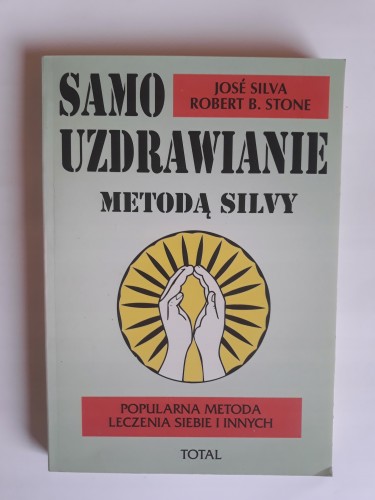 SAMO
JOSÉ SILVA
ROBERT B. STONE
UZDRAWIANIE
METODĄ SILVY
POPULARNA METODA
LECZENIA SIEBIE I INNYCH
TOTAL